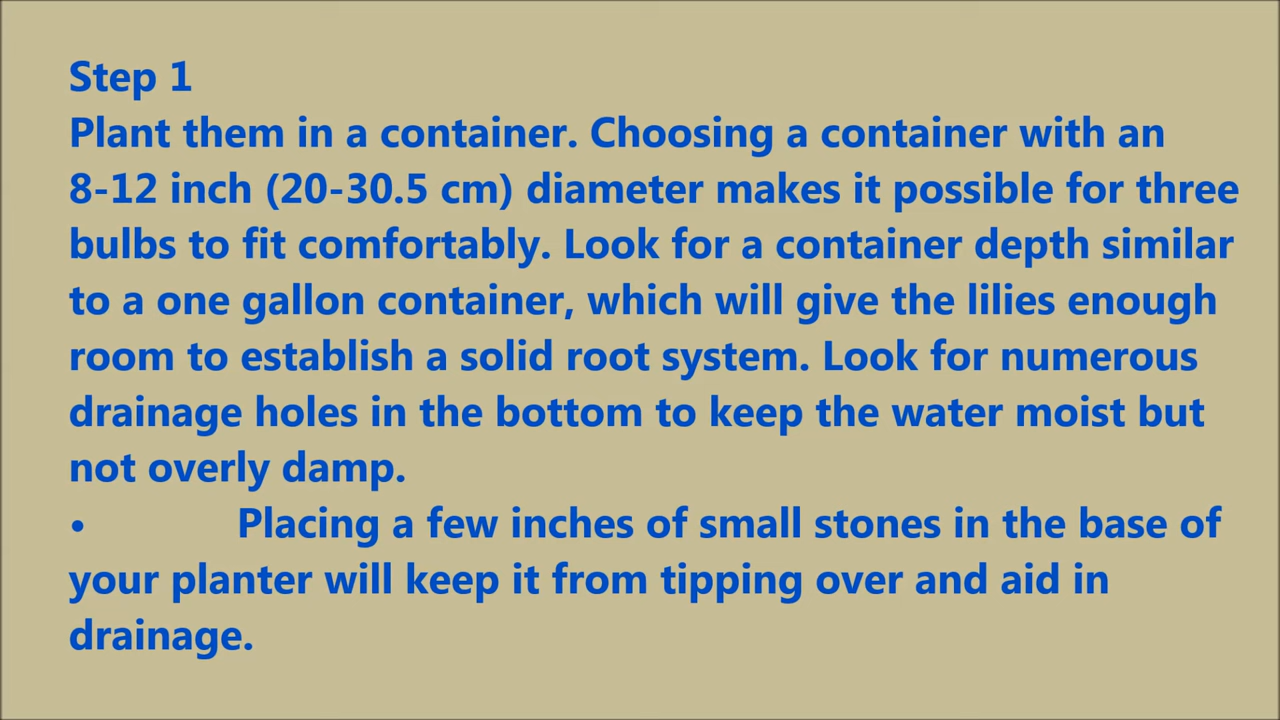 Step 1
Plant them in a container. Choosing a container with an
8-12 inch (20-30.5 cm) diameter makes it possible for three
bulbs to fit comfortably. Look for a container depth similar
to a one gallon container, which will give the lilies enough
room to establish a solid root system. Look for numerous
drainage holes in the bottom to keep the water moist but
not overly damp.
• Placing a few inches of small stones in the base of
your planter will keep it from tipping over and aid in
drainage.